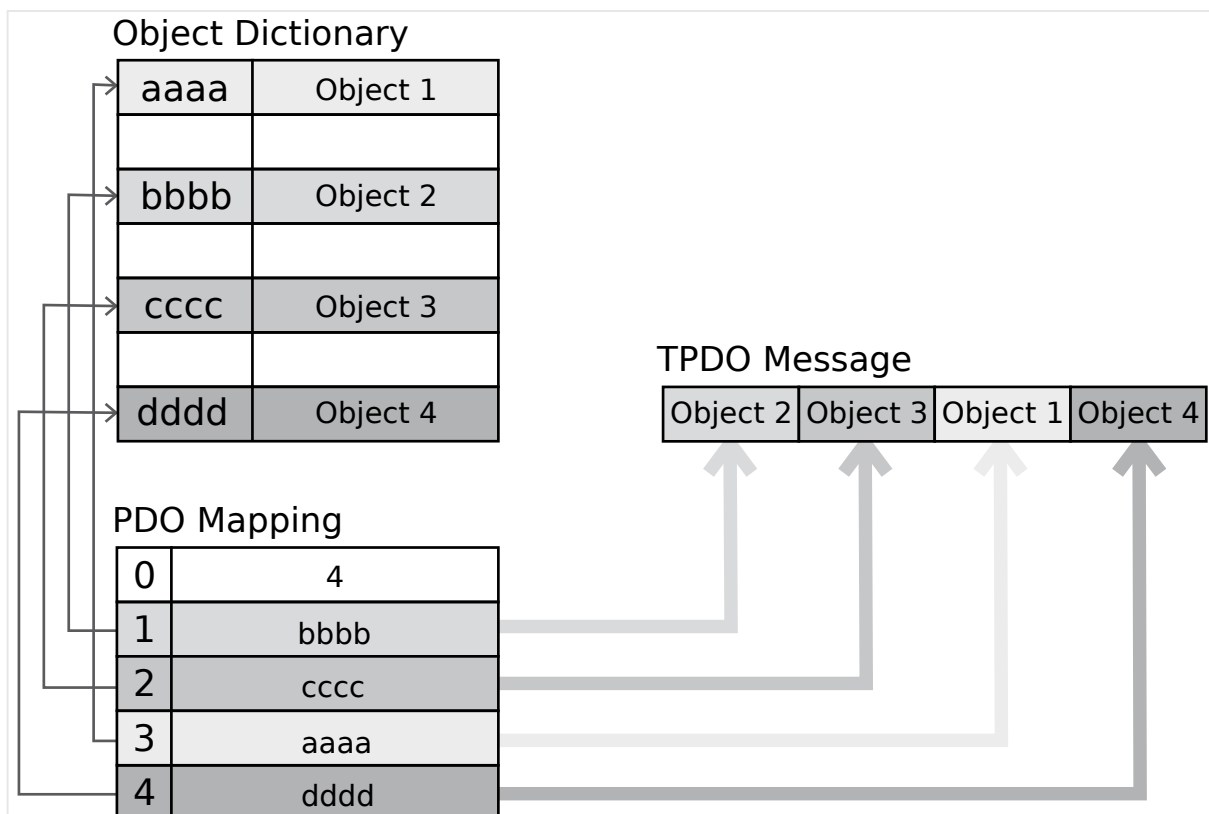 Object Dictionary
aaaa Object 1
bbbb Object 2
cccc Object 3
dddd Object 4
TPDO Message
Object 2 Object 3 Object 1 Object 4
PDO Mapping
0 4
1 bbbb
2 cccc
3 aaaa
4 dddd